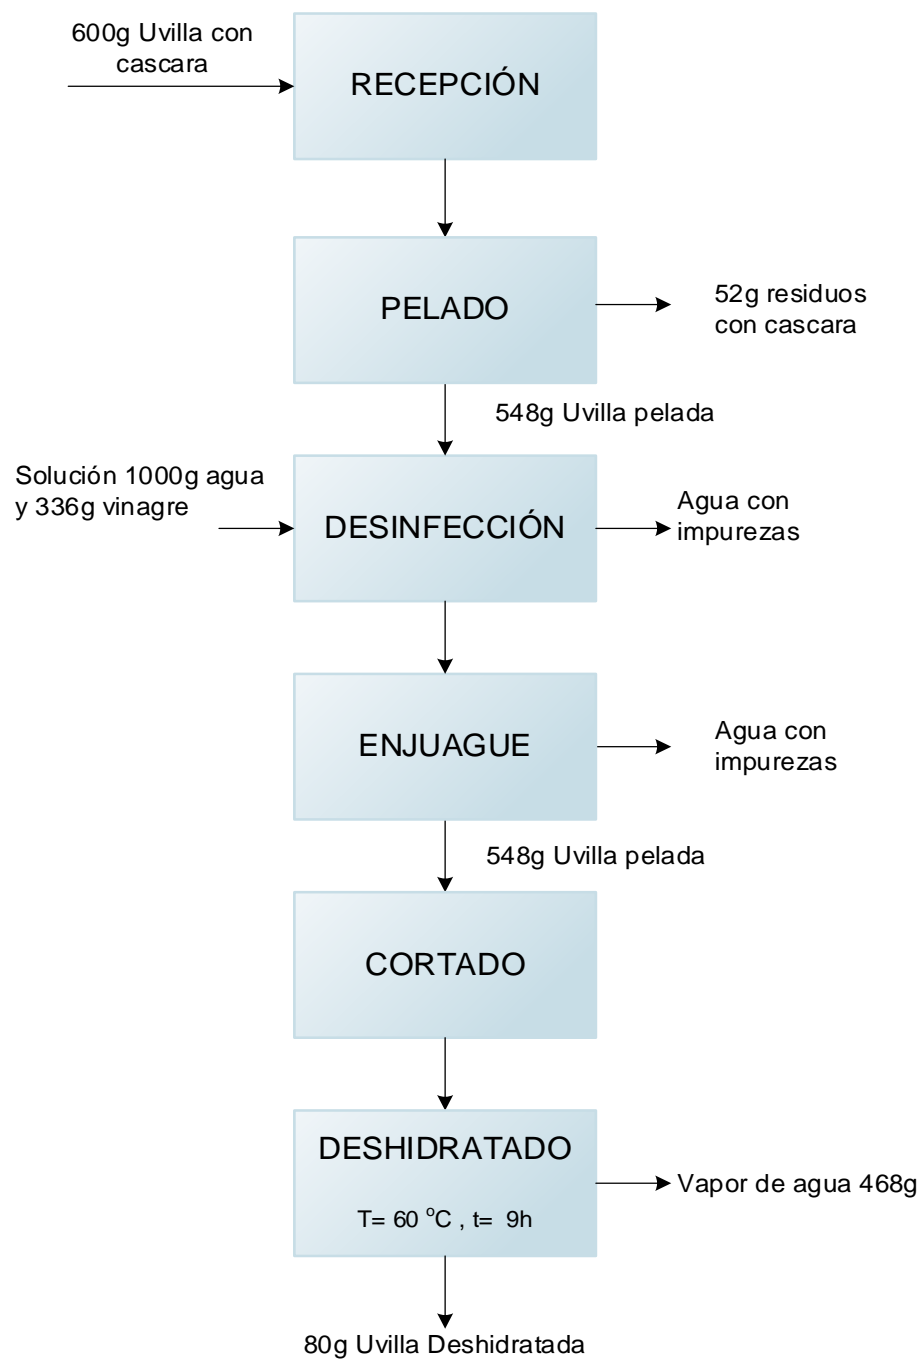 600g Uvilla con
cascara
RECEPCIÓN
PELADO
52g residuos
con cascara
548g Uvilla pelada
Solución 1000g agua
y 336g vinagre
DESINFECCIÓN
Agua con
impurezas
ENJUAGUE
Agua con
impurezas
548g Uvilla pelada
CORTADO
DESHIDRATADO
T= 60 °C , t= 9h
Vapor de agua 468g
80g Uvilla Deshidratada